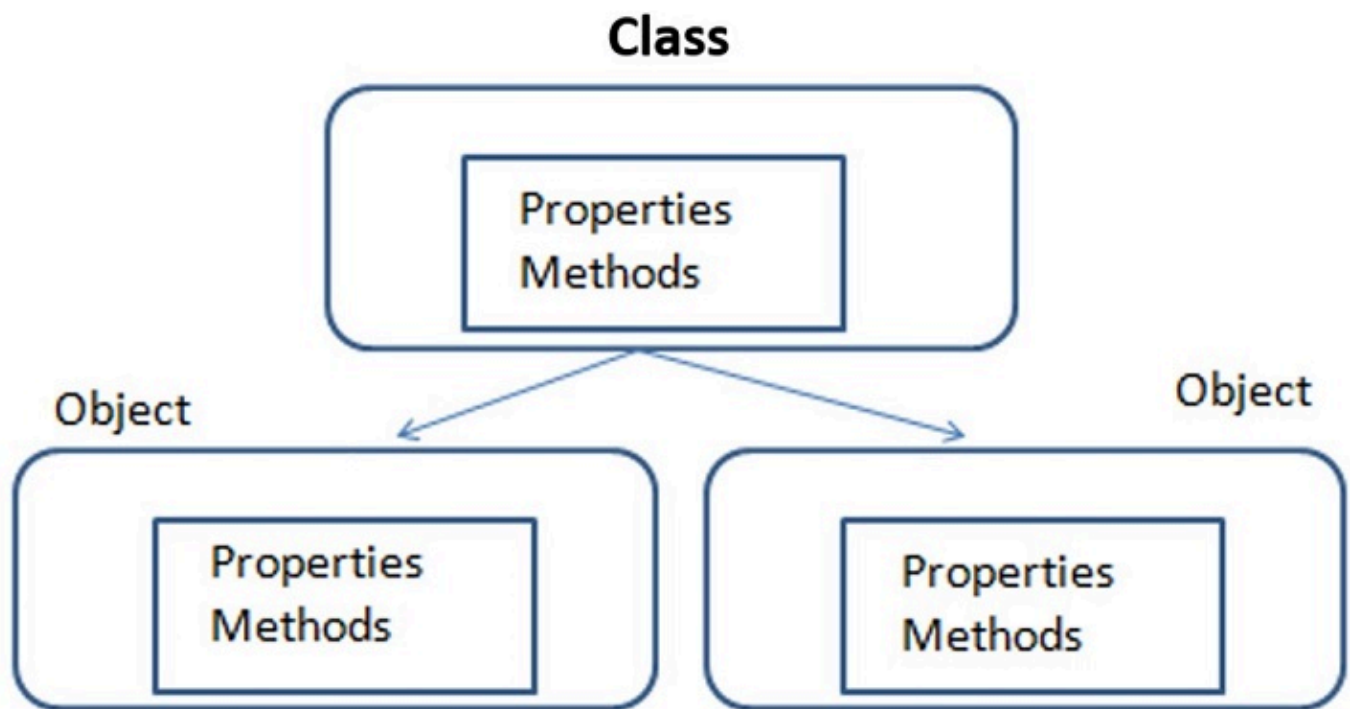 Class
Properties
Methods
Object
Object
Properties
Methods
Properties
Methods